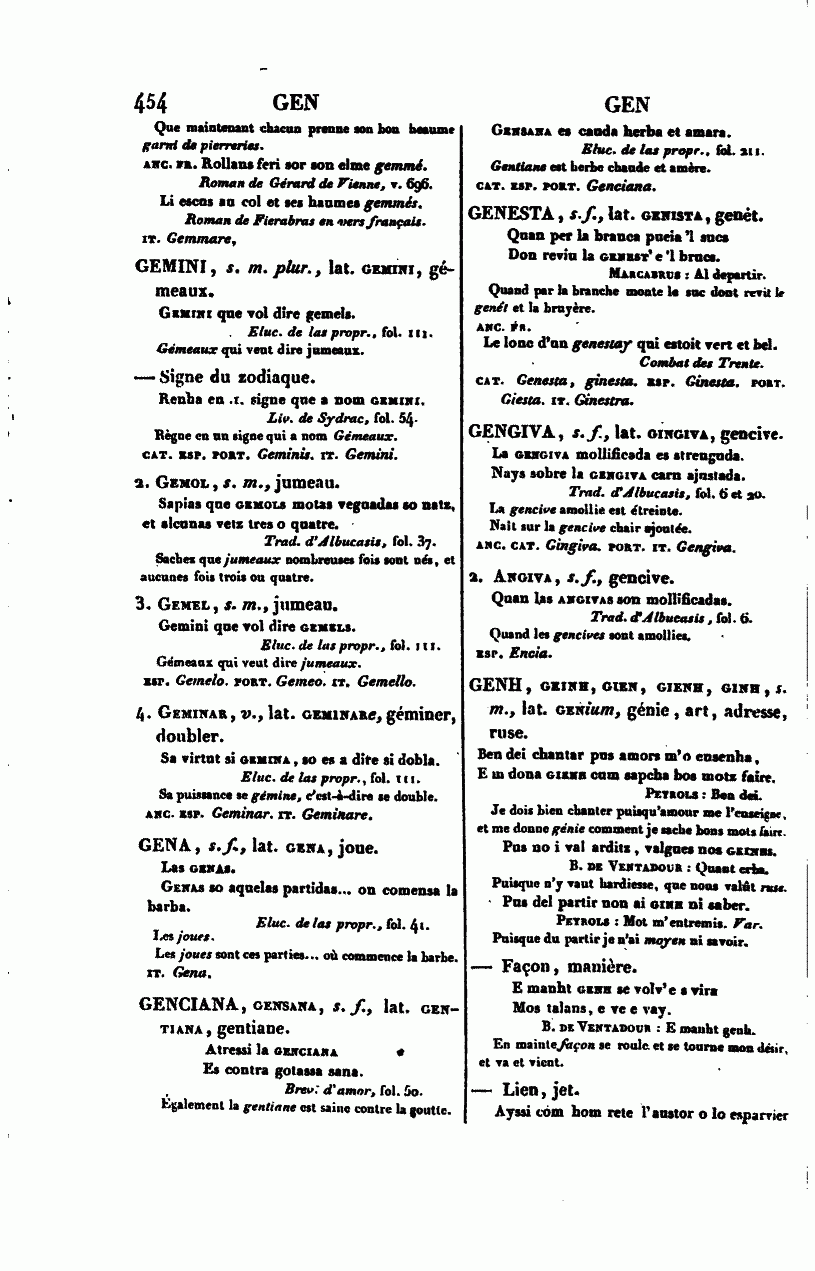 454 GEN
Que maintenant chacun prenne son bon heaume
garni de pierreries.
ANC. FR. Rollans feri sor son elme gemmé.
Roman de Gérard de Vienne, v. 696.
Li escus au col et ses haumes gemmés.
Roman de Fierabras en vers français.
IT. Gemmare,
GEMINI, s. m. plur., lat. GEMINI, gé-
meaux.
GEMINI que vol dire gemels.
Eluc. de las propr., fol. 111.
Gémeaux qui veut dire jumeaux.
— Signe du zodiaque.
Renha en .I. signe que a nom GEMINI.
Liv. de Sydrac, fol. 54.
Règne en un signe qui a nom Gémeaux.
CAT. ESP. PORT. Geminis. IT. Gemini.
2. GEMOL, s. m., jumeau.
Sapias que GEMOLS motas veguadas so natz,
et alcunas vetz tres o quatre.
Trad. d'Albucasis, fol. 37.
Sachez que jumeaux nombreuses fois sont nés, et
aucunes fois trois ou quatre.
3. GEMEL, s. m., jumeau.
Gemini que vol dire GEMELS.
Eluc. de las propr., fol. 111.
Gémeaux qui veut dire jumeaux.
ESP. Gemelo. PORT. Gemeo. IT. Gemello.
4. GEMINAR, v., lat. GEMINARe, géminer,
doubler.
Sa virtut si GEMINA, so es a dire si dobla.
Eluc. de las propr., fol. 111.
Sa puissance se gémine, c'est-à-dire se double.
ANC. ESP. Geminar. IT. Geminare.
GENA, s. f., lat. GENA, joue.
Las GENAS.
GENAS so aquelas partidas... on comensa la
barba.
Eluc. de las propr., fol. 41.
Les joues.
Les joues sont ces parties... où commence la barbe.
IT. Gena.
GENCIANA, GENSANA, s. f., lat. GEN-
TIANA, gentiane.
Atressi la GENCIANA
Es contra gotassa sana.
Brev. d'amor, fol. 50.
Également la gentiane est saine contre la goutte.
GEN
GENSANA es cauda herba et amara.
Eluc. de las propr., fol. 211.
Gentiane est herbe chaude et amère.
CAT. ESP. PORT. Genciana.
GENESTA, s. f., lat. GENISTA, genêt.
Quan per la branca pueia 'l sucs
Don reviu la GENEST' e 'l brucs.
MARCABRUS : Al departir.
Quand par la branche monte le suc dont revit le
genêt et la bruyère.
ANC. FR.
Le lonc d'un genestay qui estoit vert et bel.
Combat des Trente.
CAT. Genesta, ginesta. ESP. Ginesta. PORT.
Giesta. IT. Ginestra.
GENGIVA, s. f., lat. GINGIVA, gencive.
La GENGIVA mollificada es atrenguda.
Nays sobre la GENGIVA carn ajustada.
Trad. d'Albucasis, fol. 6 et 20.
La gencive amollie est étreinte.
Naît sur la gencive chair ajoutée.
ANC. CAT. Gingiva. PORT. IT. Gengiva.
2. ANGIVA, s. f., gencive.
Quan las ANGIVAS son mollificadas.
Trad. d'Albucasis, fol. 6.
Quand les gencives sont amollies.
ESP. Encia.
GENH, GEINH, GIEN, GIENH, GINH, s.
m., lat. GENium, génie, art, adresse,
ruse.
Ben dei chantar pus amors m'o ensenha,
E m dona GIENH cum sapcha bos motz faire.
PEYROLS : Ben dei.
Je dois bien chanter puisqu'amour me l'enseigne,
et me donne génie comment je sache bons mots faire.
Pus no i val arditz, valgues nos GEINHS.
B. DE VENTADOUR : Quant erba.
Puisque n'y vaut hardiesse, que nous valût ruse.
Pus del partir non ai GINH ni saber.
PEYROLS : Mot m'entremis. Var.
Puisque du partir je n'ai moyen ni savoir.
— Façon, manière.
E manht GENH se volv' e s vira
Mos talans, e ve e vay.
B. DE VENTADOUR : E manht genh.
En mainte façon se roule et se tourne mon désir,
et va et vient.
— Lien, jet.
Ayssi com hom rete l'austor o lo esparvier